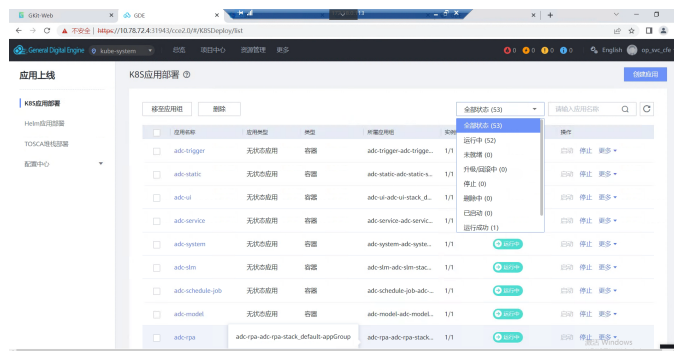 GKit-Web
GDE
不安全 | https://10.78.72.4:31943/cce2.0/#/K8SDeploy/list
General Digital Engine
kube-system
总览
项目中心
资源管理
更多
0
0
0
0
English
op_svc_cfe
应用上线
K8S应用部署
Helm应用部署
TOSCA堆栈部署
配置中心
K8S应用部署
创建应用
移至应用组
删除
全部状态 (53)
请输入应用名称
应用名称
应用类型
类型
所属应用组
操作
全部状态 (53)
运行中 (52)
未就绪 (0)
升级/回滚中 (0)
停止 (0)
删除中 (0)
已启动 (0)
运行成功 (1)
adc-trigger 无状态应用 容器 adc-trigger-adc-trigge... 1/1 启动 停止 更多
adc-static 无状态应用 容器 adc-static-adc-static-s... 1/1 启动 停止 更多
adc-ui 无状态应用 容器 adc-ui-adc-ui-stack_d... 1/1 启动 停止 更多
adc-service 无状态应用 容器 adc-service-adc-servic... 1/1 启动 停止 更多
adc-system 无状态应用 容器 adc-system-adc-syste... 1/1 运行中 启动 停止 更多
adc-slm 无状态应用 容器 adc-slm-adc-slm-stac... 1/1 运行中 启动 停止 更多
adc-schedule-job 无状态应用 容器 adc-schedule-job-adc-... 1/1 运行中 启动 停止 更多
adc-model 无状态应用 容器 adc-model-adc-model... 1/1 运行中 启动 停止 更多
adc-rpa adc-rpa-adc-rpa-stack_default-appGroup adc-rpa-adc-rpa-stack... 1/1 运行中 启动 停止 更多
Windows